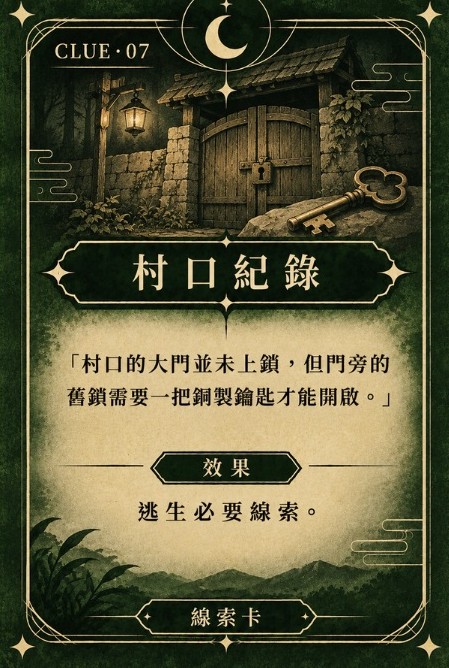 CLUE·07
村口紀錄
「村口的大門並未上鎖，但門旁的
舊鎖需要一把銅製鑰匙才能開啟。」
效果
逃生必要線索。
線索卡